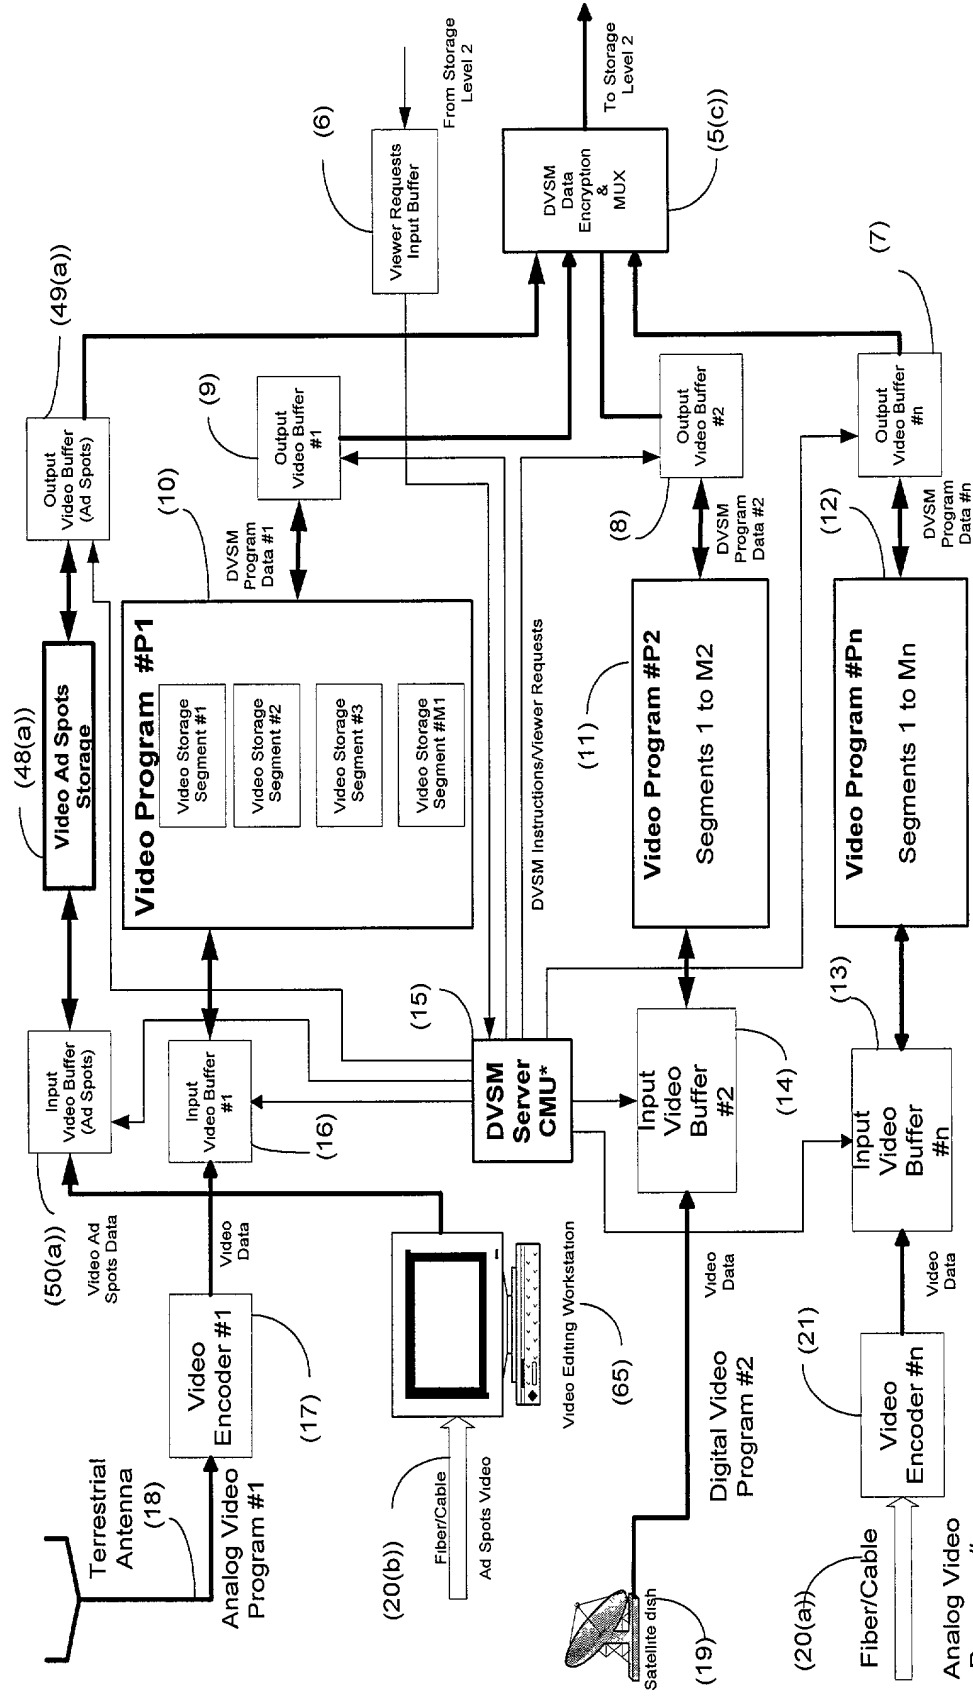 Terrestrial
Antenna
(18)
Analog Video
Program #1
Video
Encoder #1
(17)
Video
Data
(50(a))
Video Ad
Spots Data
Input
Video Buffer
(Ad Spots)
(48(a))
Video Ad Spots
Storage
Output
Video Buffer
(Ad Spots)
(49(a))
Input
Video Buffer
#1
(16)
Video Program #P1
Video Storage
Segment #1
Video Storage
Segment #2
Video Storage
Segment #3
Video Storage
Segment #M1
(10)
DVSM
Program
Data #1
(9)
Output
Video Buffer
#1
(6)
Viewer Requests
Input Buffer
From Storage
Level 2
(20(b))
Fiber/Cable
Ad Spots Video
Video Editing Workstation
(65)
(15)
DVSM
Server
CMU*
DVSM Instructions/Viewer Requests
DVSM
Data
Encryption
&
MUX
(5(c))
To Storage
Level 2
Satellite dish
(19)
Digital Video
Program #2
Video
Data
Input
Video
Buffer
#2
(14)
(11)
Video Program #P2
Segments 1 to M2
(8)
DVSM
Program
Data #2
Output
Video Buffer
#2
(20(a))
Fiber/Cable
Analog Video
(21)
Video
Encoder #n
Video
Data
(13)
Input
Video
Buffer
#n
Video Program #Pn
Segments 1 to Mn
(12)
DVSM
Program
Data #n
Output
Video Buffer
#n
(7)